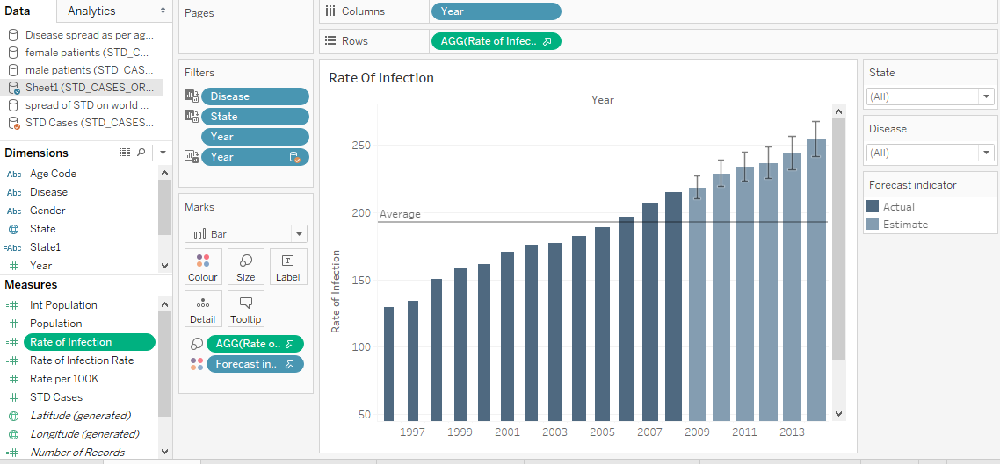 Data
Analytics
Disease spread as per ag...
female patients (STD_C...
male patients (STD_CAS...
Sheet1 (STD_CASES_OR...
spread of STD on world ...
STD Cases (STD_CASES...
Dimensions
Abc Age Code
Abc Disease
Abc Gender
State
=Abc State1
# Year
Measures
=# Int Population
# Population
=# Rate of Infection
=# Rate of Infection Rate
# Rate per 100K
# STD Cases
Latitude (generated)
Longitude (generated)
=# Number of Records
Pages
Filters
Disease
State
Year
Year
Marks
Bar
Colour
Size
Label
Detail
Tooltip
AGG(Rate o..
Forecast in..
Columns
Year
Rows
AGG(Rate of Infec..
Rate Of Infection
Year
250
200
150
100
50
Average
Rate of Infection
1997
1999
2001
2003
2005
2007
2009
2011
2013
State
(All)
Disease
(All)
Forecast indicator
Actual
Estimate